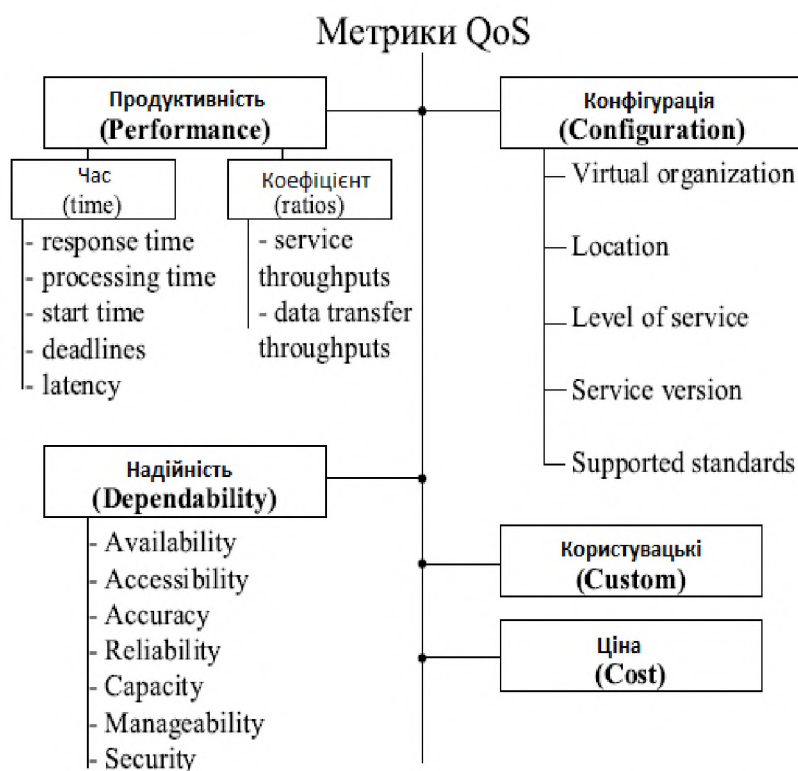 Метрики QoS
Продуктивність
(Performance)
Час
(time)
- response time
- processing time
- start time
- deadlines
- latency
Коефіцієнт
(ratios)
- service
throughputs
- data transfer
throughputs
Конфігурація
(Configuration)
Virtual organization
Location
Level of service
Service version
Supported standards
Надійність
(Dependability)
- Availability
- Accessibility
- Accuracy
- Reliability
- Capacity
- Manageability
- Security
Користувацькі
(Custom)
Ціна
(Cost)